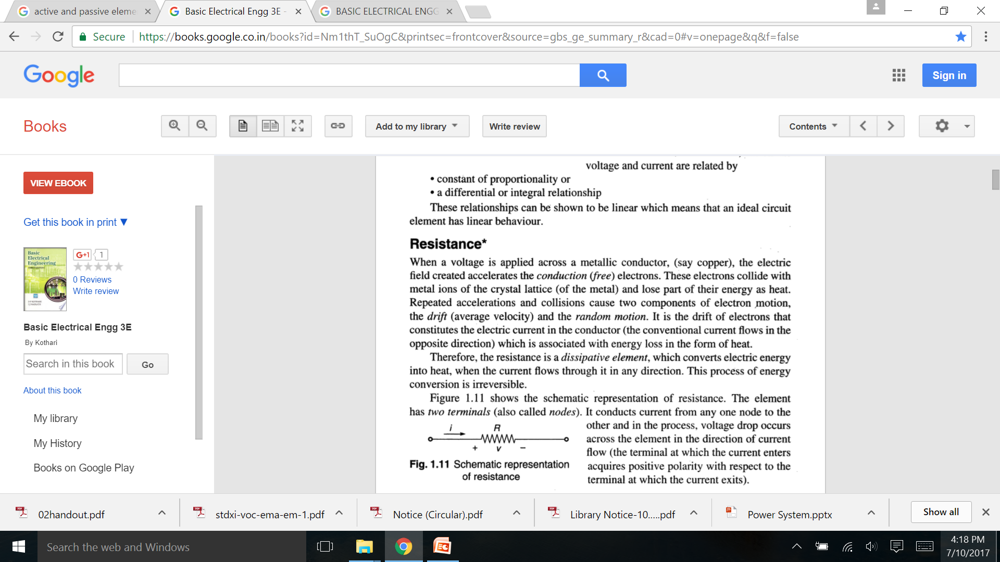 active and passive eleme
Basic Electrical Engg 3E -
BASIC ELECTRICAL ENGG
Secure
https://books.google.co.in/books?id=Nm1thT_SuOgC&printsec=frontcover&source=gbs_ge_summary_r&cad=0#v=onepage&q&f=false
Google
Sign in
Books
Add to my library
Write review
Contents
VIEW EBOOK
Get this book in print ▼
Basic
Electrical
Engineering
G+1
1
0 Reviews
Write review
Basic Electrical Engg 3E
By Kothari
Search in this book
Go
About this book
My library
My History
Books on Google Play
voltage and current are related by
• constant of proportionality or
• a differential or integral relationship
These relationships can be shown to be linear which means that an ideal circuit
element has linear behaviour.
Resistance*
When a voltage is applied across a metallic conductor, (say copper), the electric
field created accelerates the conduction (free) electrons. These electrons collide with
metal ions of the crystal lattice (of the metal) and lose part of their energy as heat.
Repeated accelerations and collisions cause two components of electron motion,
the drift (average velocity) and the random motion. It is the drift of electrons that
constitutes the electric current in the conductor (the conventional current flows in the
opposite direction) which is associated with energy loss in the form of heat.
Therefore, the resistance is a dissipative element, which converts electric energy
into heat, when the current flows through it in any direction. This process of energy
conversion is irreversible.
Figure 1.11 shows the schematic representation of resistance. The element
has two terminals (also called nodes). It conducts current from any one node to the
other and in the process, voltage drop occurs
across the element in the direction of current
flow (the terminal at which the current enters
acquires positive polarity with respect to the
terminal at which the current exits).
i R
+ v −
Fig. 1.11 Schematic representation
of resistance
02handout.pdf
stdxi-voc-ema-em-1.pdf
Notice (Circular).pdf
Library Notice-10.....pdf
Power System.pptx
Show all
Search the web and Windows
4:18 PM
7/10/2017